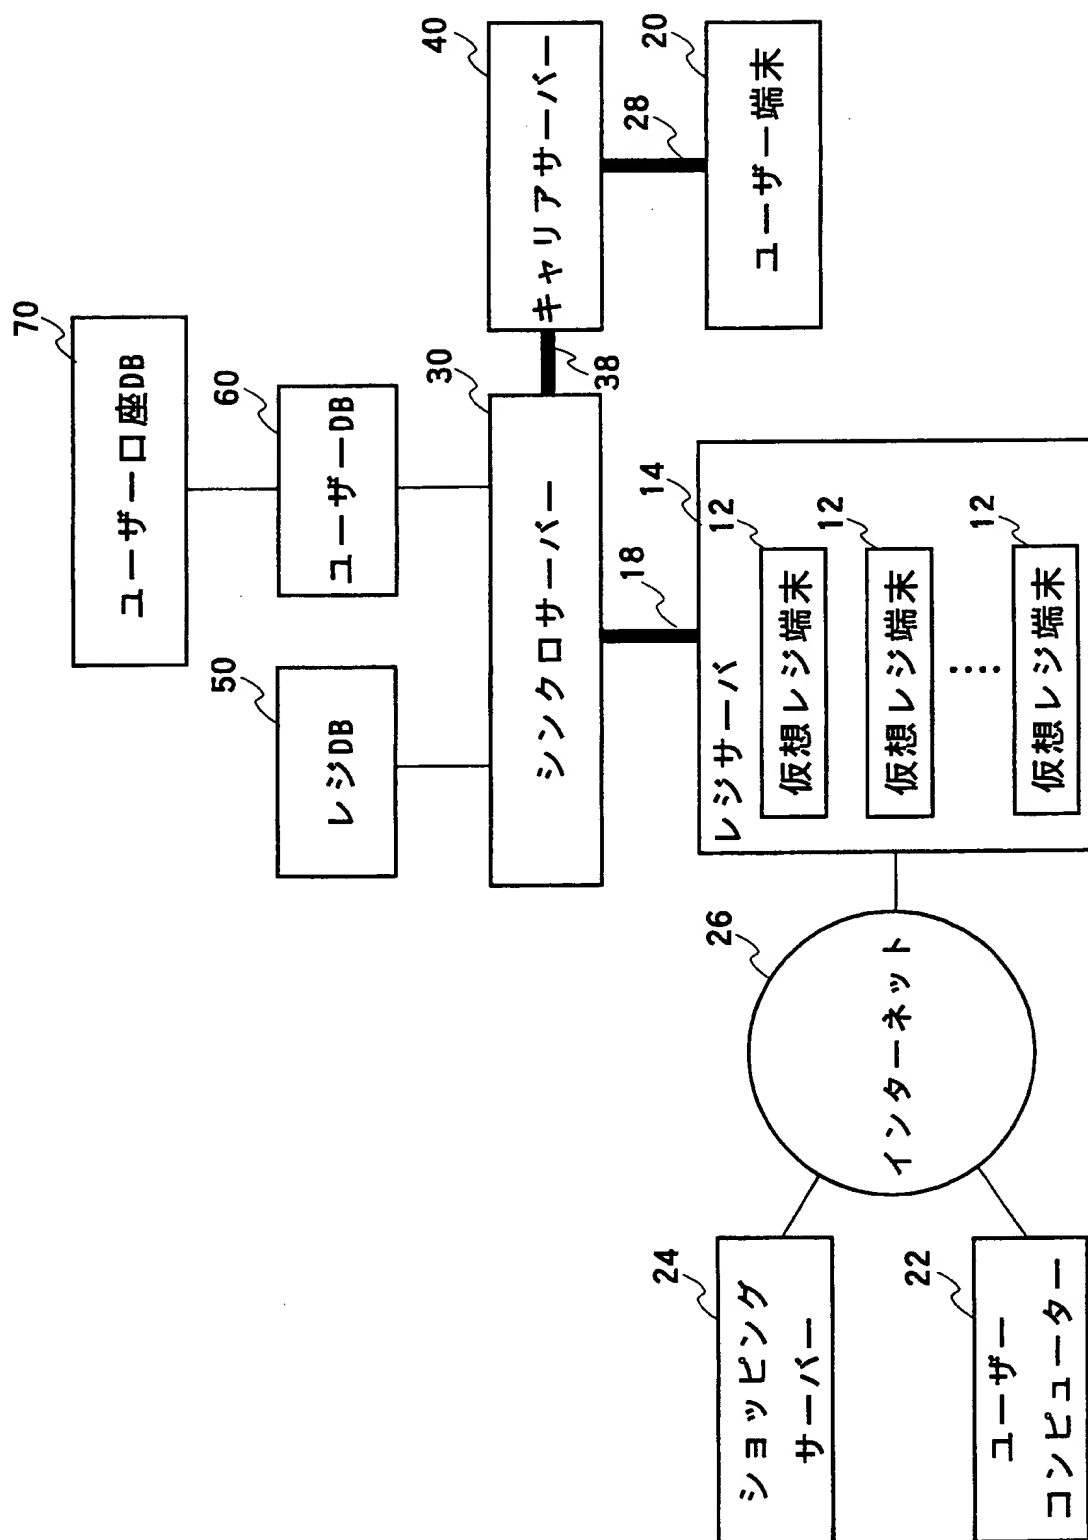 70
ユーザー口座DB
60
ユーザーDB
50
レジDB
30
シンクロサーバー
38
40
キャリアサーバー
28
20
ユーザー端末
18
14
レジサーバ
12
仮想レジ端末
12
仮想レジ端末
12
仮想レジ端末
26
インターネット
24
ショッピング
サーバー
22
ユーザー
コンピューター